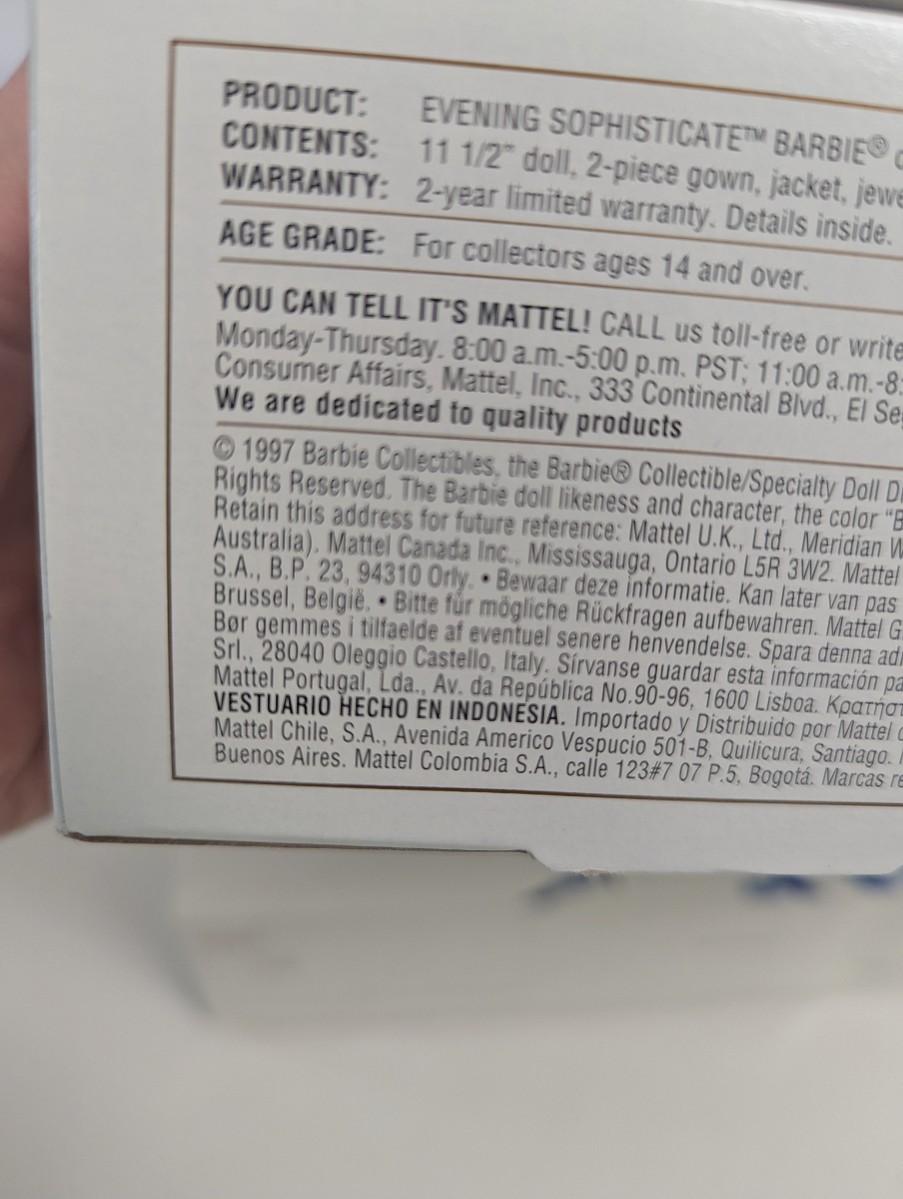 PRODUCT: EVENING SOPHISTICATE™ BARBIE®
CONTENTS: 11 1/2" doll, 2-piece gown, jacket,
WARRANTY: 2-year limited warranty. Details inside.
AGE GRADE: For collectors ages 14 and over.
YOU CAN TELL IT'S MATTEL! CALL us toll-free or write
Monday-Thursday. 8:00 a.m.-5:00 p.m. PST; 11:00 a.m.-8:
Consumer Affairs, Mattel, Inc., 333 Continental Blvd., El
We are dedicated to quality products
© 1997 Barbie Collectibles, the Barbie® Collectible/Specialty Doll
Rights Reserved. The Barbie doll likeness and character, the color
Retain this address for future reference: Mattel U.K., Ltd., Meridian
Australia). Mattel Canada Inc., Mississauga, Ontario L5R 3W2. Mattel
S.A., B.P. 23, 94310 Orly. • Bewaar deze informatie. Kan later van pas
Brussel, België. • Bitte für mögliche Rückfragen aufbewahren. Mattel
Bør gemmes i tilfaelde af eventuel senere henvendelse. Spara denna
Srl., 28040 Oleggio Castello, Italy. Sírvanse guardar esta información
Mattel Portugal, Lda., Av. da República No.90-96, 1600 Lisboa.
VESTUARIO HECHO EN INDONESIA. Importado y Distribuido por Mattel
Mattel Chile, S.A., Avenida Americo Vespucio 501-B, Quilicura, Santiago.
Buenos Aires. Mattel Colombia S.A., calle 123#7 07 P.5, Bogotá. Marcas